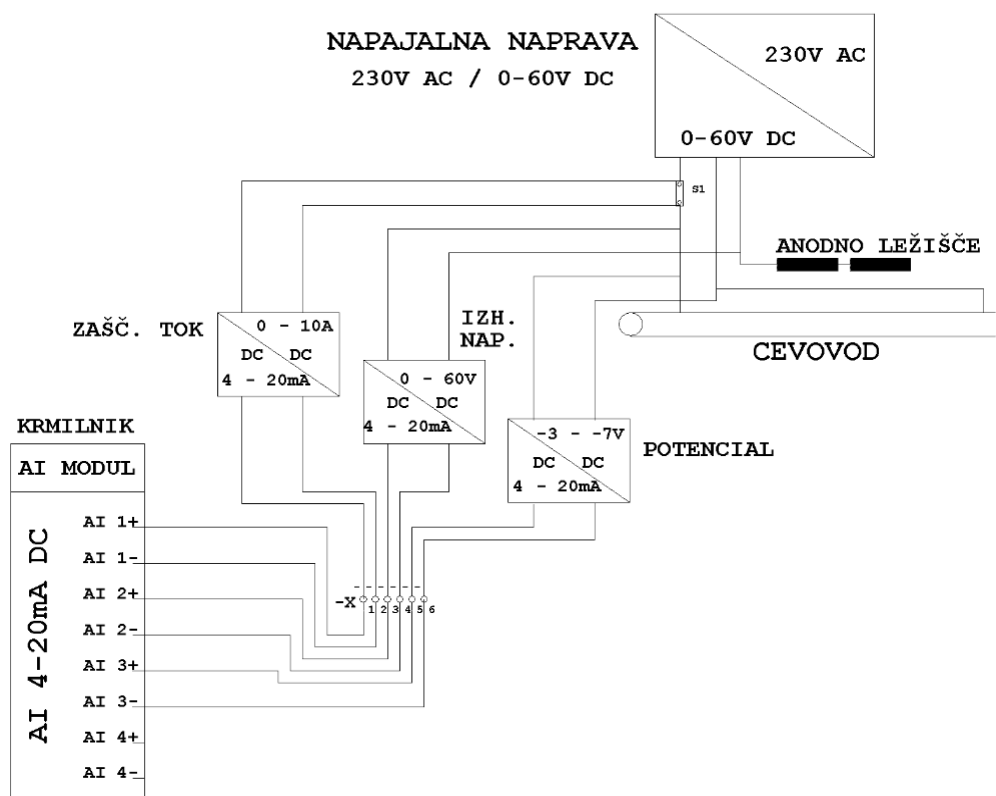 NAPAJALNA NAPRAVA
230V AC / 0-60V DC
230V AC
0-60V DC
S1
ANODNO LEŽIŠČE
CEVOVOD
ZAŠČ. TOK
0 - 10A
DC DC
4 - 20mA
IZH.
NAP.
0 - 60V
DC DC
4 - 20mA
-3 - -7V
DC DC
4 - 20mA
POTENCIAL
KRMILNIK
AI MODUL
AI 4-20mA DC
AI 1+
AI 1-
AI 2+
AI 2-
AI 3+
AI 3-
AI 4+
AI 4-
-X 1 2 3 4 5 6